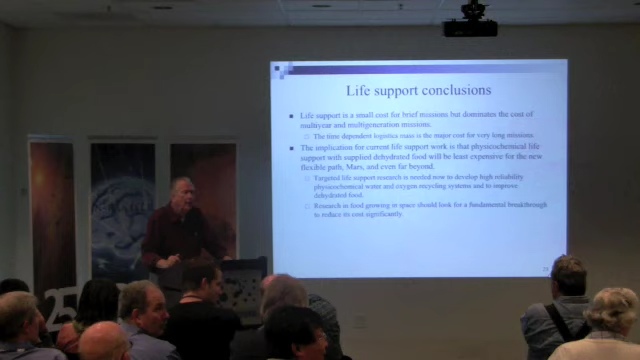 Life support conclusions
Life support is a small cost for brief missions but dominates the cost of
multiyear and multigeneration missions.
The time dependent logistics mass is the major cost for very long missions.
The implication for current life support work is that physicochemical life
support with supplied dehydrated food will be least expensive for the new
flexible path, Mars, and even far beyond.
Targeted life support research is needed now to develop high reliability
physicochemical water and oxygen recycling systems and to improve
dehydrated food.
Research in food growing in space should look for a fundamental breakthrough
to reduce its cost significantly.